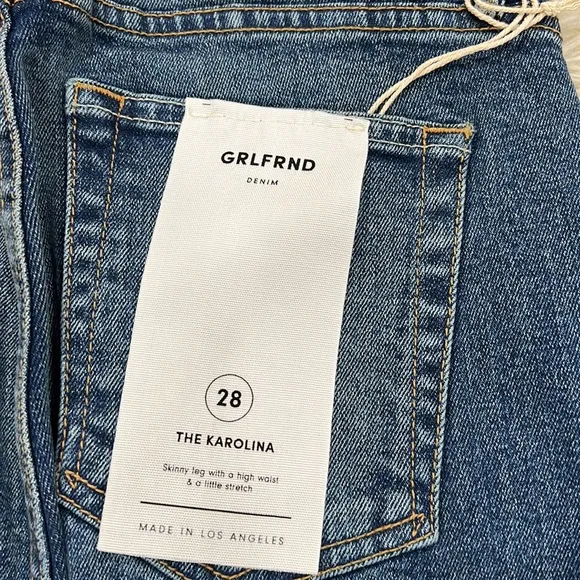 GRLFRND
DENIM
28
THE KAROLINA
Skinny leg with a high waist
& a little stretch
MADE IN LOS ANGELES